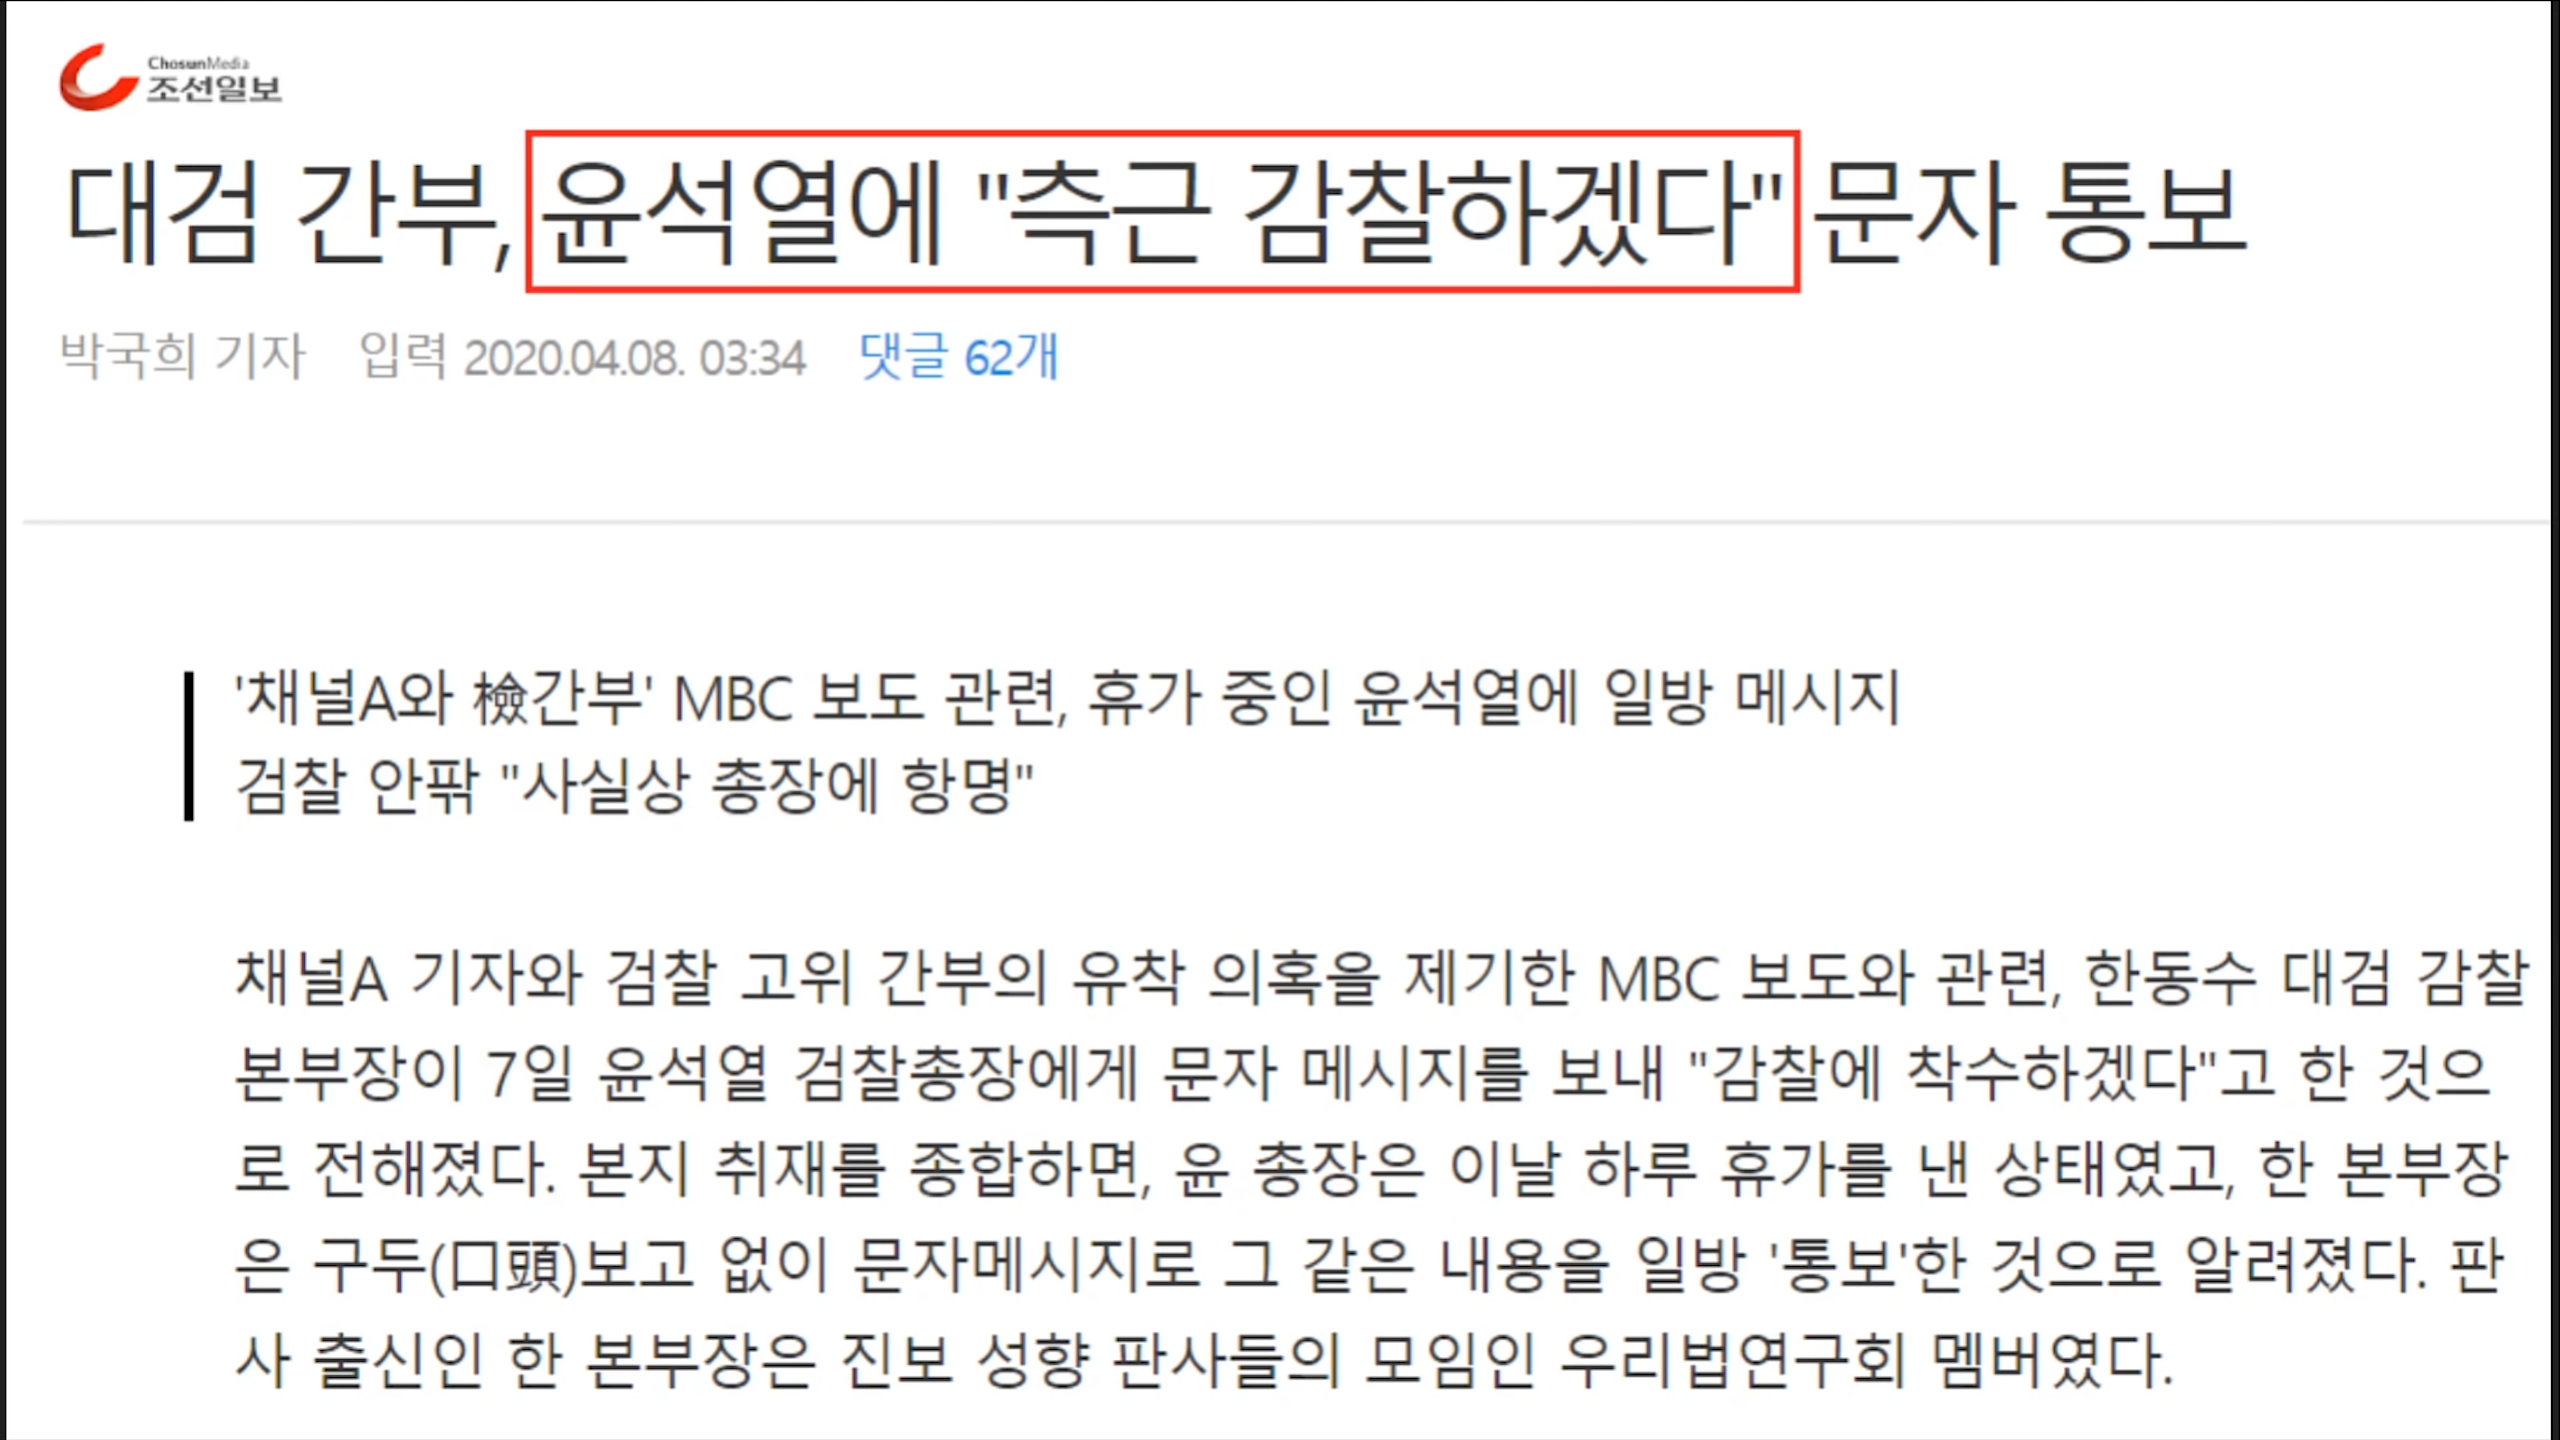 ChosunMedia
조선일보
대검 간부, 윤석열에 "측근 감찰하겠다" 문자 통보
박국희 기자 입력 2020.04.08. 03:34 댓글 62개
'채널A와 檢간부' MBC 보도 관련, 휴가 중인 윤석열에 일방 메시지
검찰 안팎 "사실상 총장에 항명"
채널A 기자와 검찰 고위 간부의 유착 의혹을 제기한 MBC 보도와 관련, 한동수 대검 감찰
본부장이 7일 윤석열 검찰총장에게 문자 메시지를 보내 "감찰에 착수하겠다"고 한 것으
로 전해졌다. 본지 취재를 종합하면, 윤 총장은 이날 하루 휴가를 낸 상태였고, 한 본부장
은 구두(口頭)보고 없이 문자메시지로 그 같은 내용을 일방 '통보'한 것으로 알려졌다. 판
사 출신인 한 본부장은 진보 성향 판사들의 모임인 우리법연구회 멤버였다.